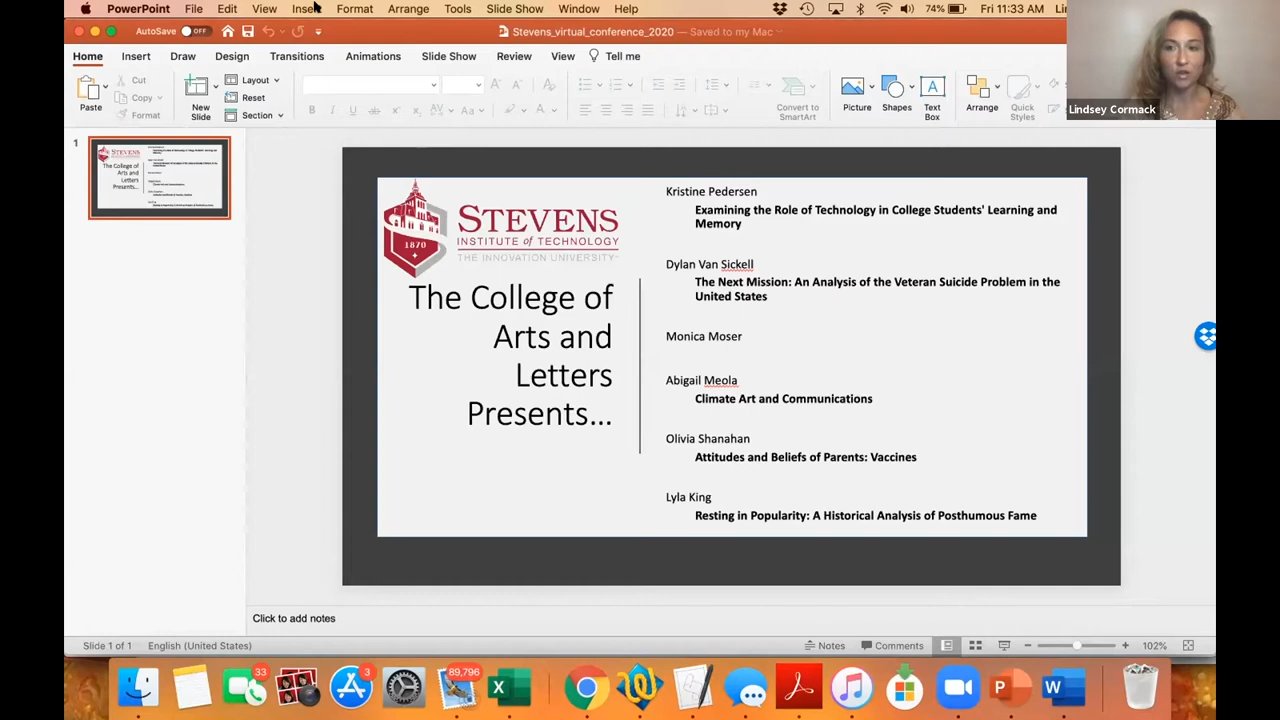 PowerPoint File Edit View Insert Format Arrange Tools Slide Show Window Help 74% Fri 11:33 AM
AutoSave OFF Stevens_virtual_conference_2020 — Saved to my Mac
Home Insert Draw Design Transitions Animations Slide Show Review View Tell me
Paste Cut Copy Format New Slide Layout Reset Section Convert to SmartArt Picture Shapes Text Box Arrange Quick Styles
Lindsey Cormack
1
STEVENS
INSTITUTE of TECHNOLOGY
THE INNOVATION UNIVERSITY
1870
The College of
Arts and
Letters
Presents...
Kristine Pedersen
Examining the Role of Technology in College Students' Learning and
Memory
Dylan Van Sickell
The Next Mission: An Analysis of the Veteran Suicide Problem in the
United States
Monica Moser
Abigail Meola
Climate Art and Communications
Olivia Shanahan
Attitudes and Beliefs of Parents: Vaccines
Lyla King
Resting in Popularity: A Historical Analysis of Posthumous Fame
Click to add notes
Slide 1 of 1 English (United States) Notes Comments 102%
33 3 89,796